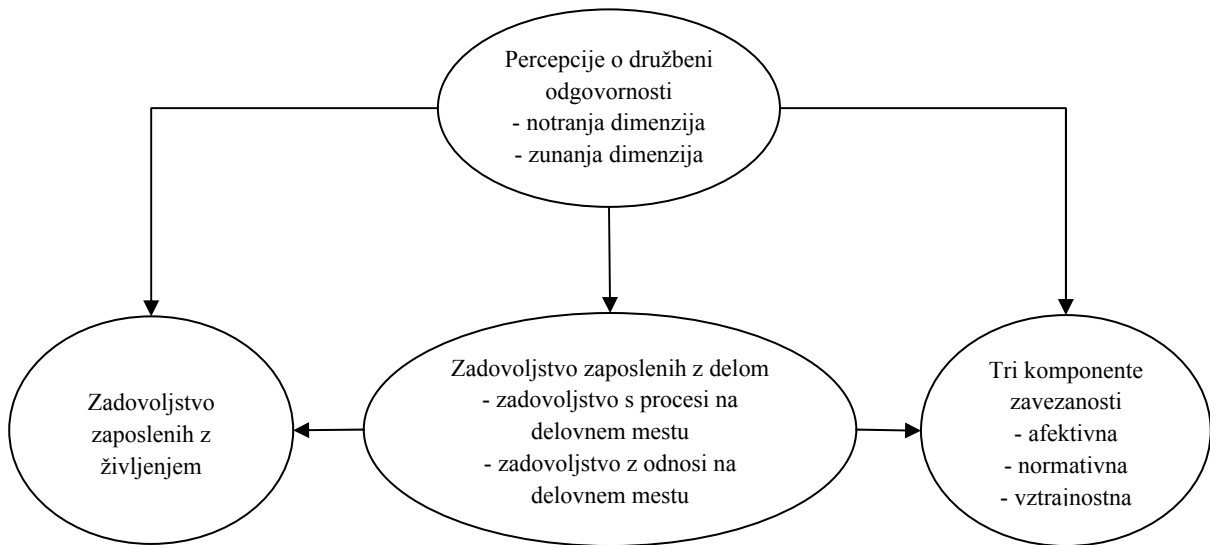 Percepcije o družbeni
odgovornosti
- notranja dimenzija
- zunanja dimenzija
Zadovoljstvo
zaposlenih z
življenjem
Zadovoljstvo zaposlenih z delom
- zadovoljstvo s procesi na
delovnem mestu
- zadovoljstvo z odnosi na
delovnem mestu
Tri komponente
zavezanosti
- afektivna
- normativna
- vztrajnostna